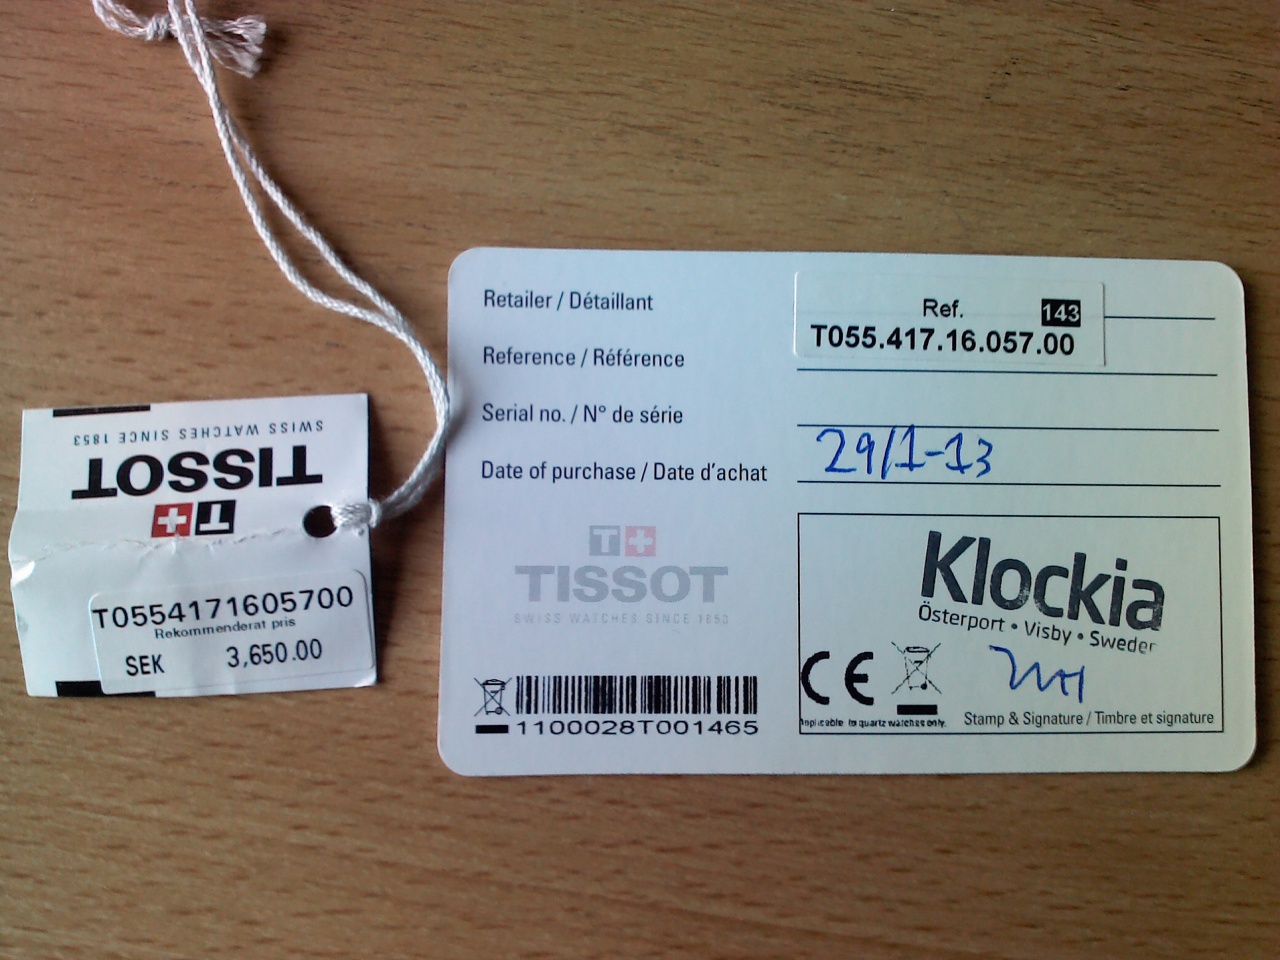 SWISS WATCHES SINCE 1853
TISSOT
T+
T0554171605700
Rekommenderat pris
SEK 3,650.00
Retailer / Détaillant
Ref. 143
T055.417.16.057.00
Reference / Référence
Serial no. / N° de série
Date of purchase / Date d'achat 29/1-13
T+
TISSOT
SWISS WATCHES SINCE 1853
1100028T001465
Klockia
Österport • Visby • Sweden
CE
applicable to quartz watches only.
Stamp & Signature / Timbre et signature